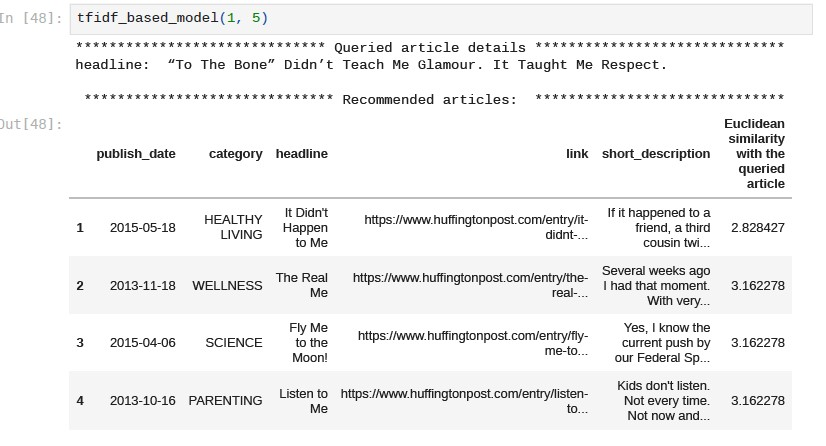 In [48]: tfidf_based_model(1, 5)
****************************** Queried article details ******************************
headline:  “To The Bone” Didn’t Teach Me Glamour. It Taught Me Respect.
****************************** Recommended articles:  ******************************
Out[48]:
publish_date category headline link short_description Euclidean similarity with the queried article
1 2015-05-18 HEALTHY LIVING It Didn't Happen to Me https://www.huffingtonpost.com/entry/it-didnt-... If it happened to a friend, a third cousin twi... 2.828427
2 2013-11-18 WELLNESS The Real Me https://www.huffingtonpost.com/entry/the-real-... Several weeks ago I had that moment. With very... 3.162278
3 2015-04-06 SCIENCE Fly Me to the Moon! https://www.huffingtonpost.com/entry/fly-me-to... Yes, I know the current push by our Federal Sp... 3.162278
4 2013-10-16 PARENTING Listen to Me https://www.huffingtonpost.com/entry/listen-to... Kids don't listen. Not every time. Not now and... 3.162278